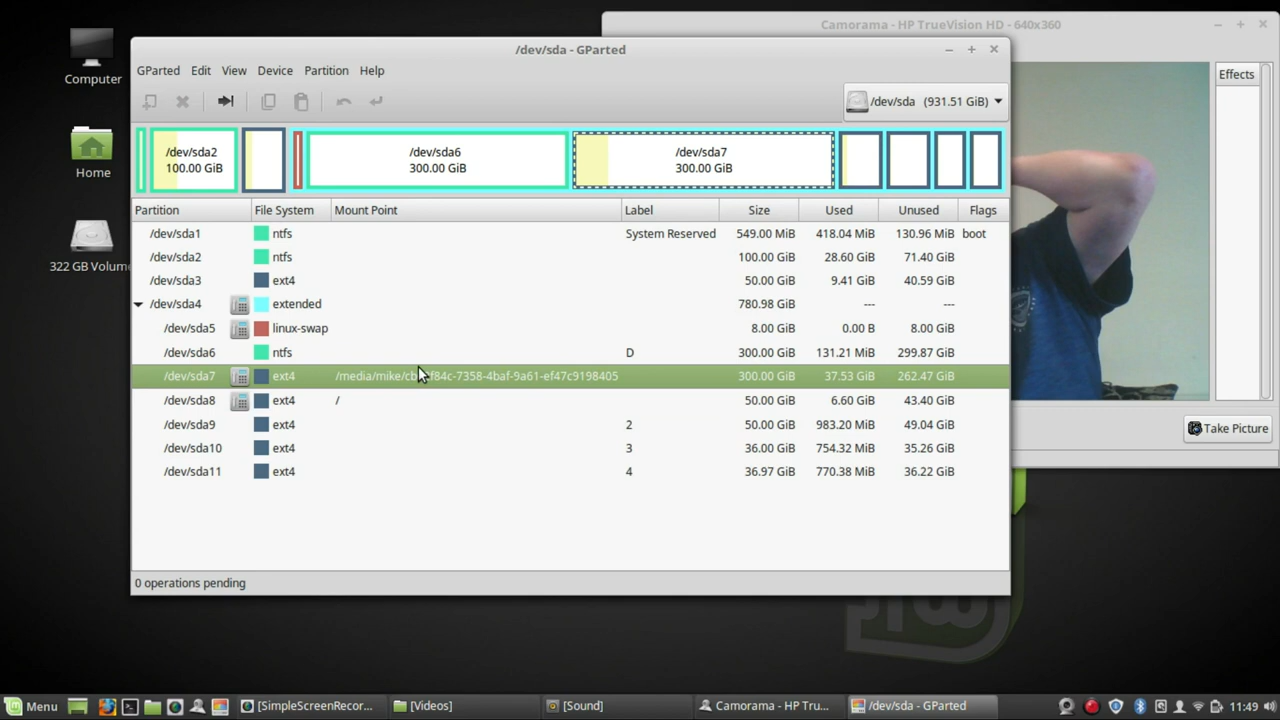 Camorama - HP TrueVision HD - 640x360
/dev/sda - GParted
Computer
GParted Edit View Device Partition Help
Effects
/dev/sda (931.51 GiB)
/dev/sda2
100.00 GiB
/dev/sda6
300.00 GiB
/dev/sda7
300.00 GiB
Home
Partition File System Mount Point Label Size Used Unused Flags
/dev/sda1 ntfs System Reserved 549.00 MiB 418.04 MiB 130.96 MiB boot
322 GB Volum
/dev/sda2 ntfs 100.00 GiB 28.60 GiB 71.40 GiB
/dev/sda3 ext4 50.00 GiB 9.41 GiB 40.59 GiB
/dev/sda4 extended 780.98 GiB --- ---
/dev/sda5 linux-swap 8.00 GiB 0.00 B 8.00 GiB
/dev/sda6 ntfs D 300.00 GiB 131.21 MiB 299.87 GiB
/dev/sda7 ext4 300.00 GiB 37.53 GiB 262.47 GiB
/dev/sda8 ext4 / 50.00 GiB 6.60 GiB 43.40 GiB
/dev/sda9 ext4 2 50.00 GiB 983.20 MiB 49.04 GiB
/dev/sda10 ext4 3 36.00 GiB 754.32 MiB 35.26 GiB
/dev/sda11 ext4 4 36.97 GiB 770.38 MiB 36.22 GiB
Take Picture
0 operations pending
Menu [SimpleScreenRecor... [Videos] [Sound] Camorama - HP Tru... /dev/sda - GParted 11:49